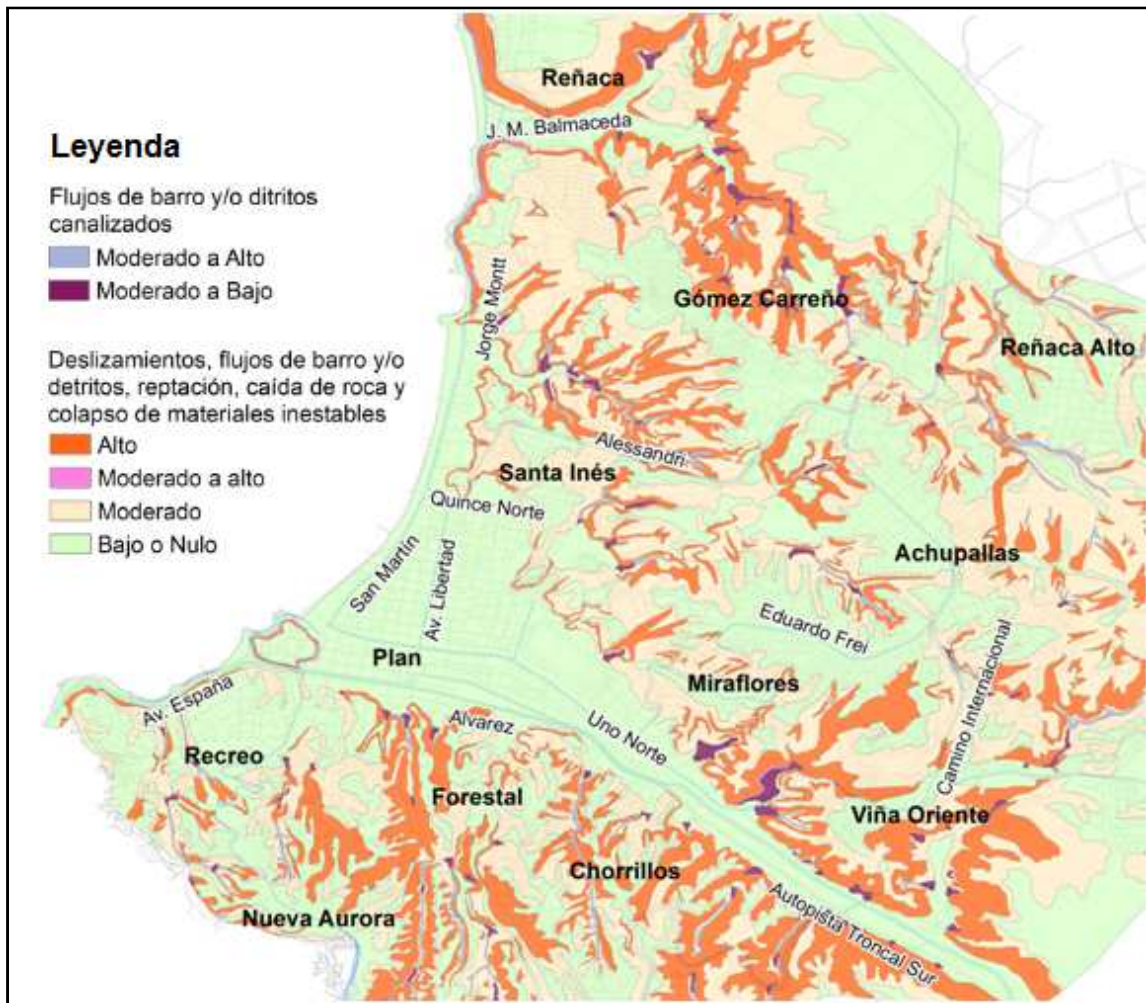 Leyenda
Flujos de barro y/o ditritos
canalizados
Moderado a Alto
Moderado a Bajo
Deslizamientos, flujos de barro y/o
detritos, reptación, caída de roca y
colapso de materiales inestables
Alto
Moderado a alto
Moderado
Bajo o Nulo
Reñaca
J. M. Balmaceda
Jorge Montt
Gómez Carreño
Reñaca Alto
Alessandri
Santa Inés
Quince Norte
San Martín
Av. Libertad
Achupallas
Eduardo Frei
Plan
Miraflores
Camino Internacional
Av. España
Alvarez
Uno Norte
Recreo
Forestal
Viña Oriente
Chorrillos
Nueva Aurora
Autopista Troncal Sur